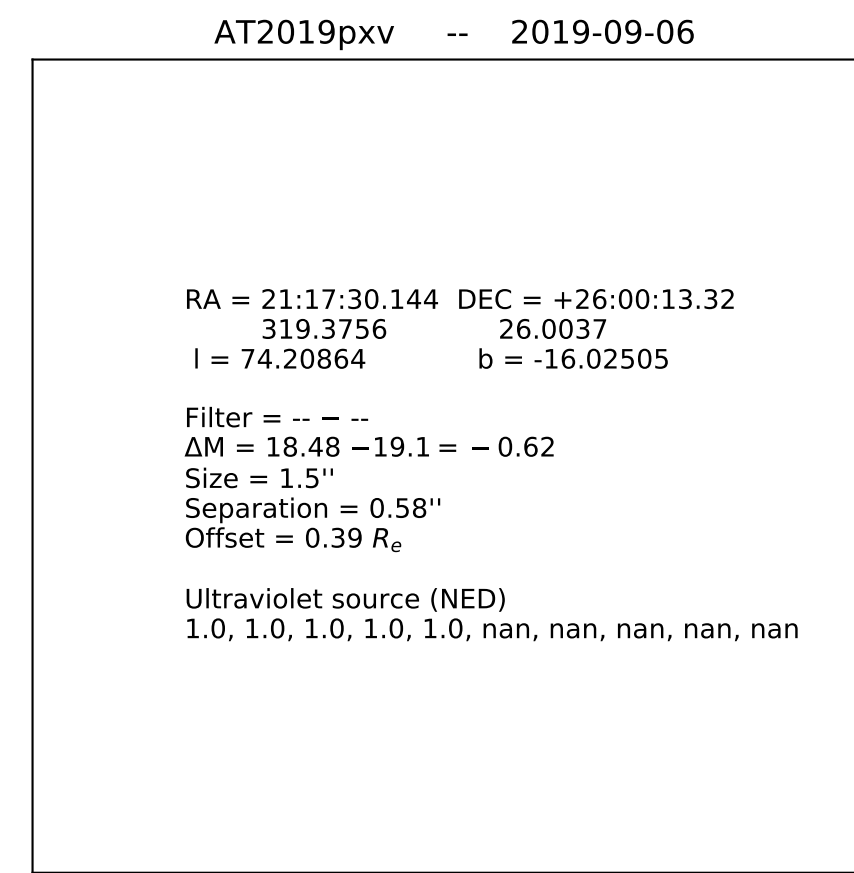 AT2019pxv -- 2019-09-06
RA = 21:17:30.144 DEC = +26:00:13.32
319.3756 26.0037
l = 74.20864 b = -16.02505
Filter = -- − --
ΔM = 18.48 −19.1 = − 0.62
Size = 1.5''
Separation = 0.58''
Offset = 0.39 Re
Ultraviolet source (NED)
1.0, 1.0, 1.0, 1.0, 1.0, nan, nan, nan, nan, nan